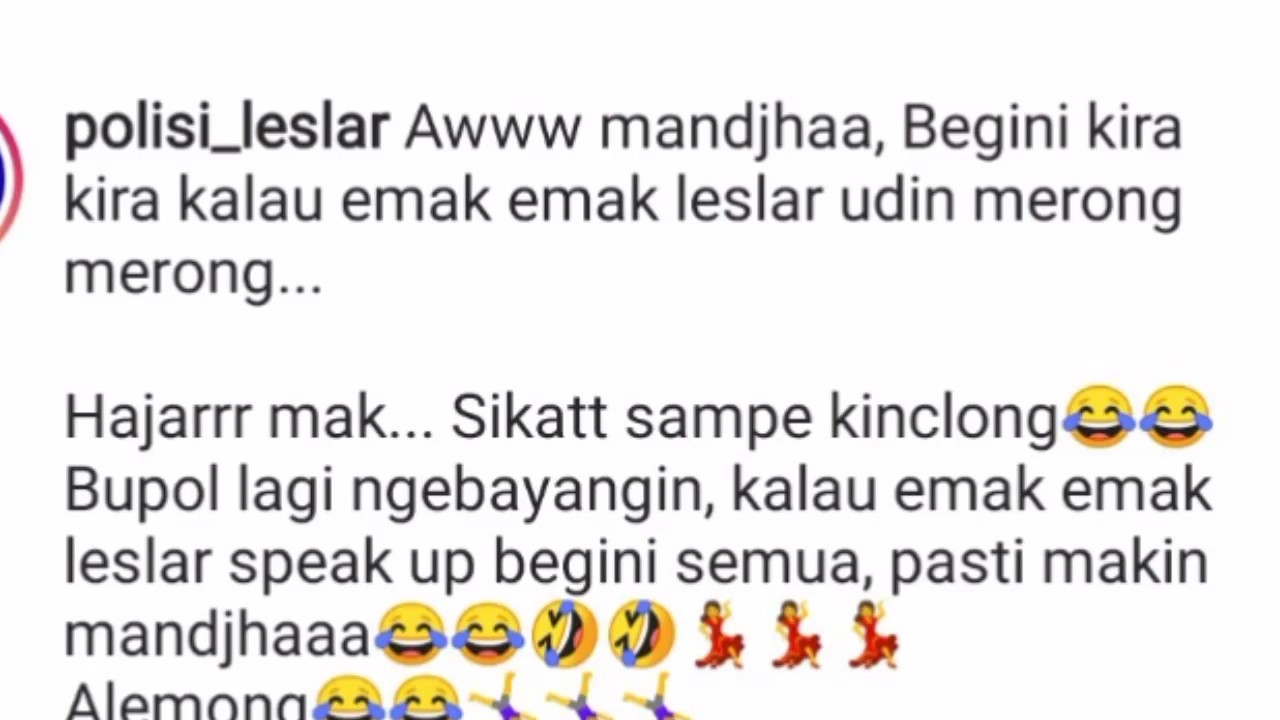 polisi_leslar Awww mandjhaa, Begini kira
kira kalau emak emak leslar udin merong
merong...
Hajarrr mak... Sikatt sampe kinclong😂😂
Bupol lagi ngebayangin, kalau emak emak
leslar speak up begini semua, pasti makin
mandjhaaa😂😂🤣🤣💃💃💃
Alemong😂😂🤸‍♀️🤸‍♀️🤸‍♀️